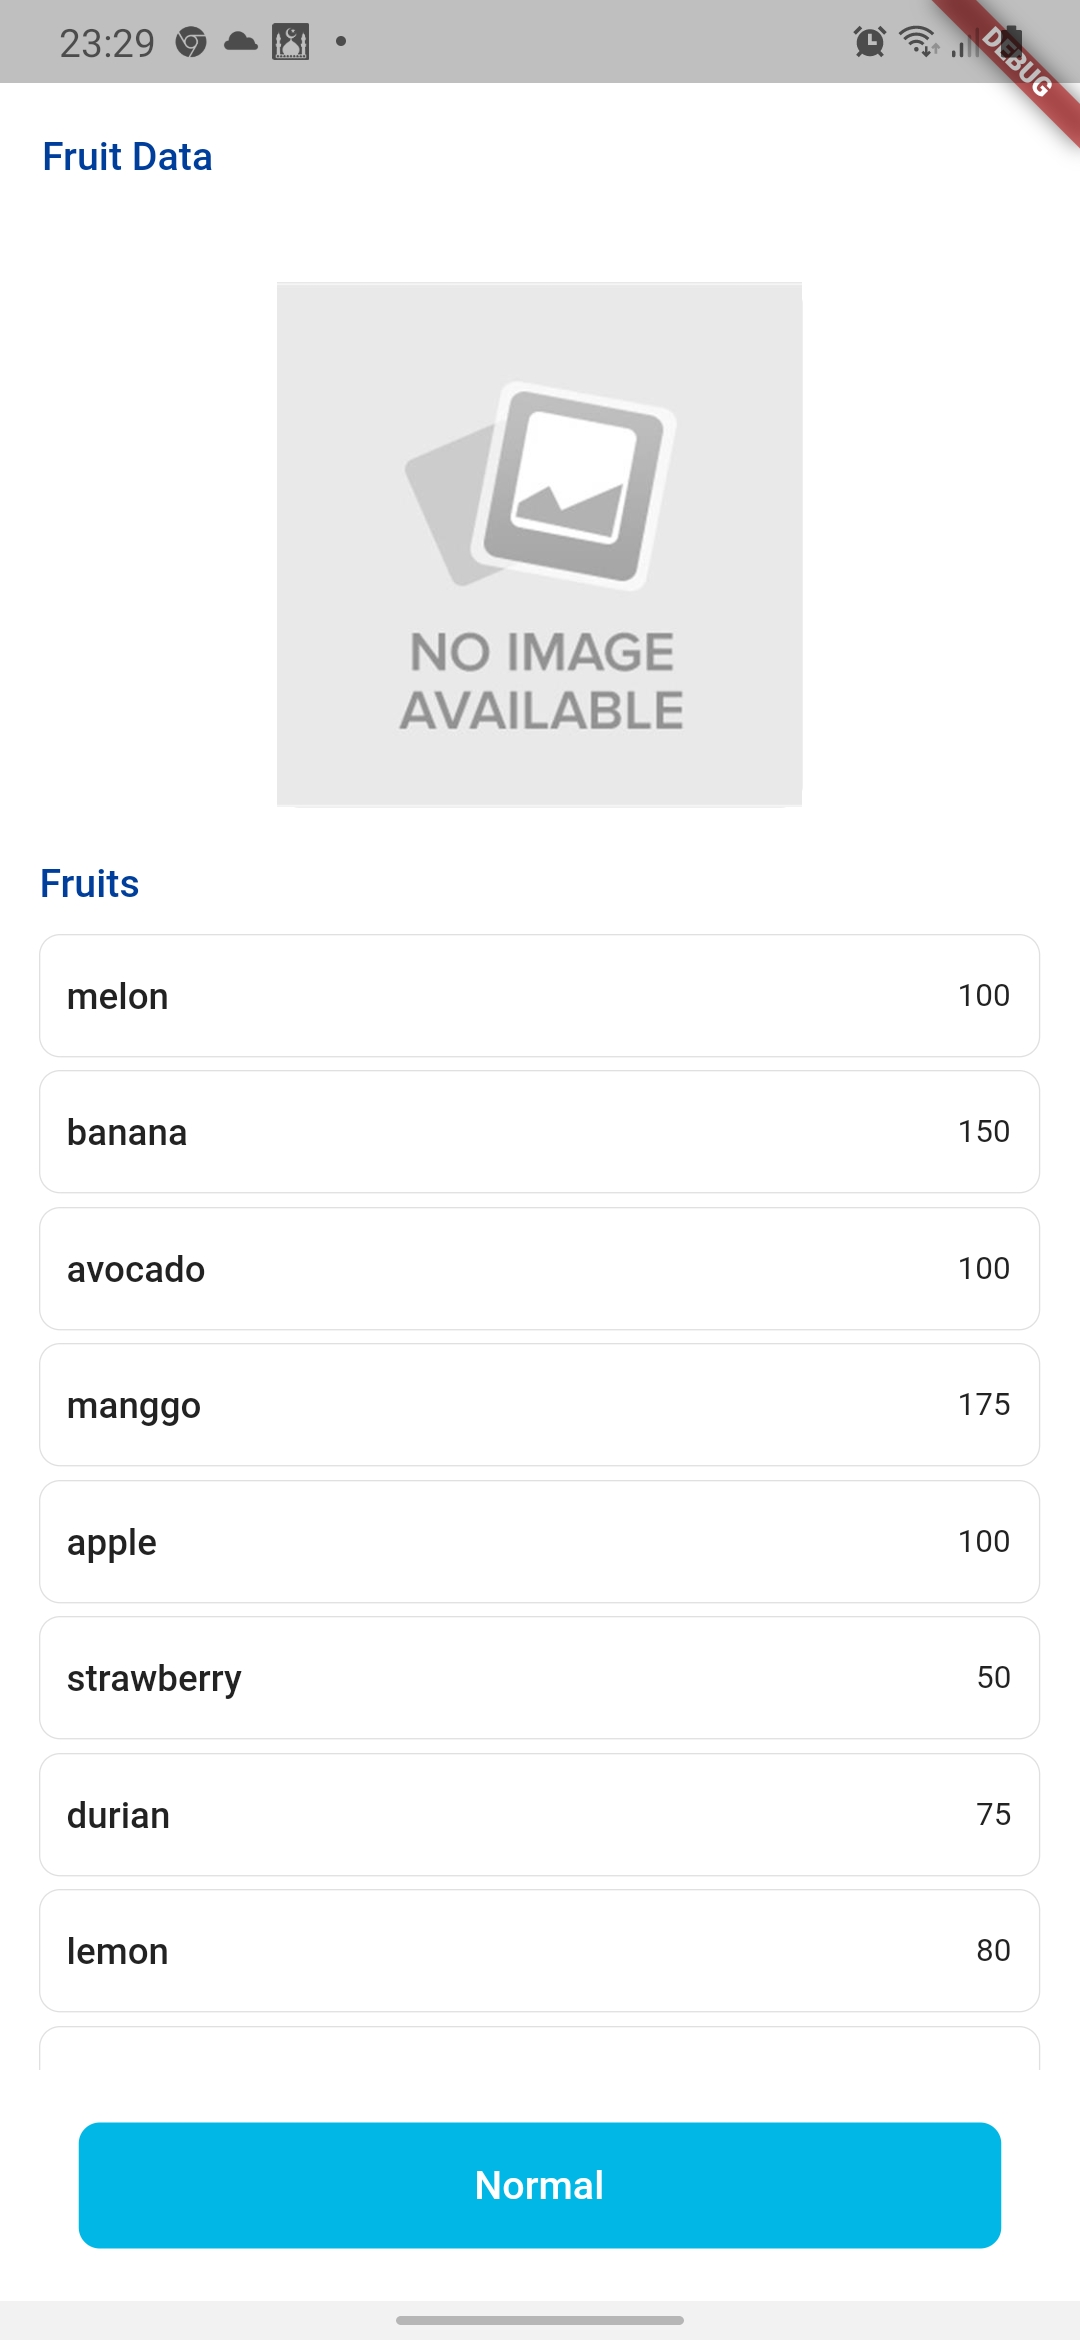 23:29
DEBUG
Fruit Data
NO IMAGE
AVAILABLE
Fruits
melon 100
banana 150
avocado 100
manggo 175
apple 100
strawberry 50
durian 75
lemon 80
Normal